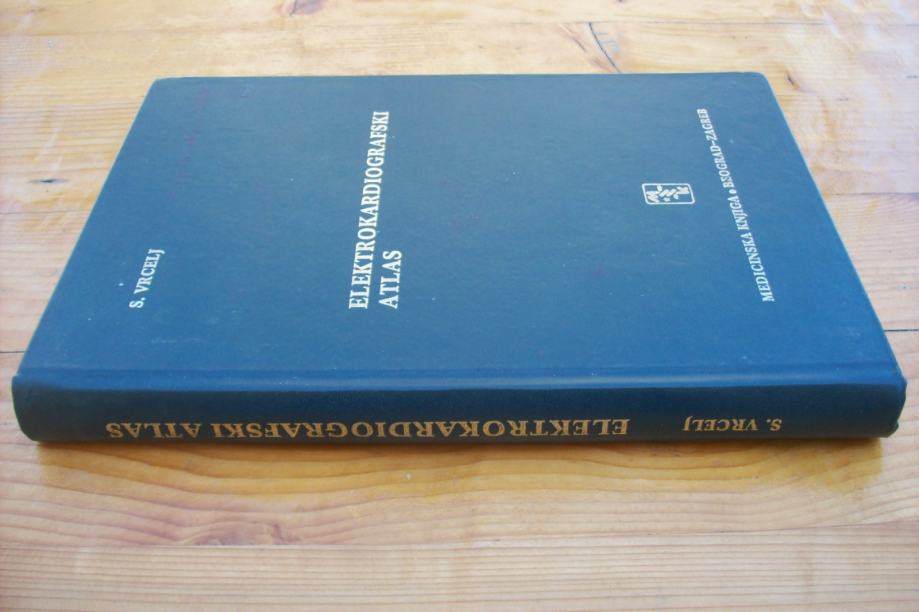 S. VRCELJ
ELEKTROKARDIOGRAFSKI
ATLAS
MEDICINSKA KNJIGA • BEOGRAD–ZAGREB
S. VRCELJ
ELEKTROKARDIOGRAFSKI ATLAS